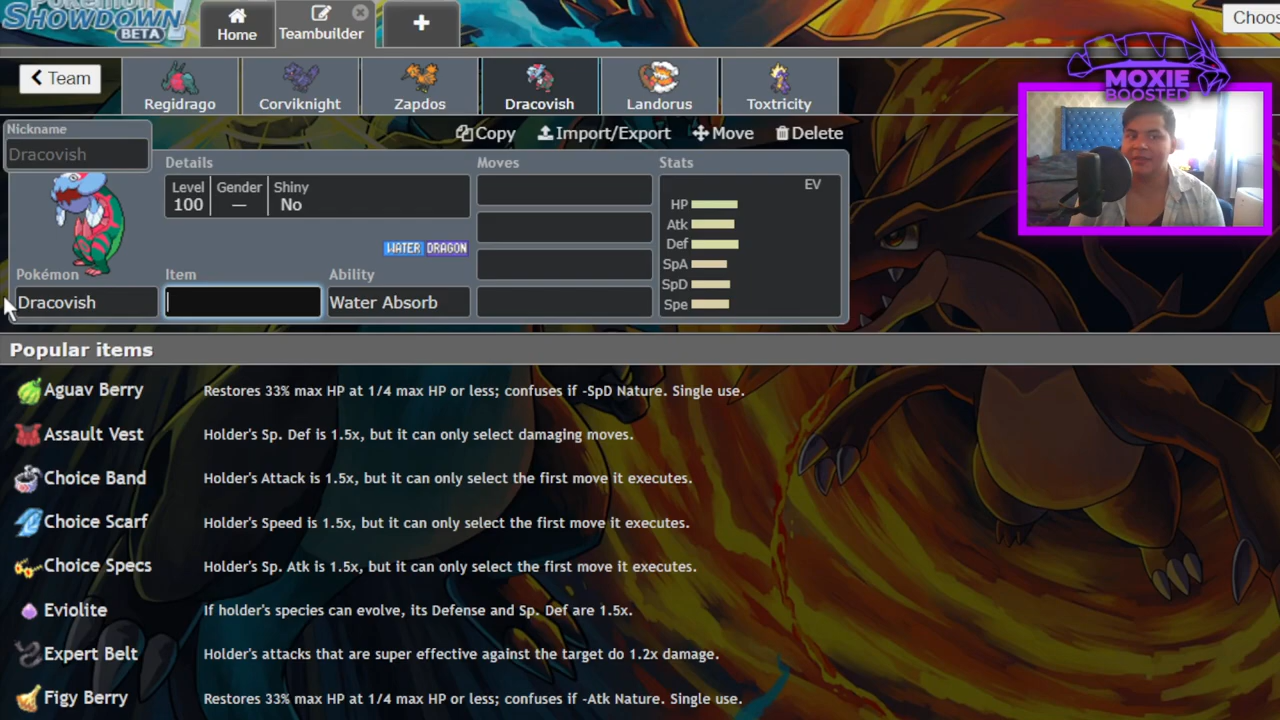 Pokémon
SHOWDOWN!
BETA
Home
Teambuilder
Choos
Team
Regidrago
Corviknight
Zapdos
Dracovish
Landorus
Toxtricity
MOXIE
BOOSTED
Copy
Import/Export
Move
Delete
Nickname
Dracovish
Details
Level
100
Gender
—
Shiny
No
WATER DRAGON
Pokémon
Dracovish
Item
Ability
Water Absorb
Moves
Stats
EV
HP
Atk
Def
SpA
SpD
Spe
Popular items
Aguav Berry Restores 33% max HP at 1/4 max HP or less; confuses if -SpD Nature. Single use.
Assault Vest Holder's Sp. Def is 1.5x, but it can only select damaging moves.
Choice Band Holder's Attack is 1.5x, but it can only select the first move it executes.
Choice Scarf Holder's Speed is 1.5x, but it can only select the first move it executes.
Choice Specs Holder's Sp. Atk is 1.5x, but it can only select the first move it executes.
Eviolite If holder's species can evolve, its Defense and Sp. Def are 1.5x.
Expert Belt Holder's attacks that are super effective against the target do 1.2x damage.
Figy Berry Restores 33% max HP at 1/4 max HP or less; confuses if -Atk Nature. Single use.